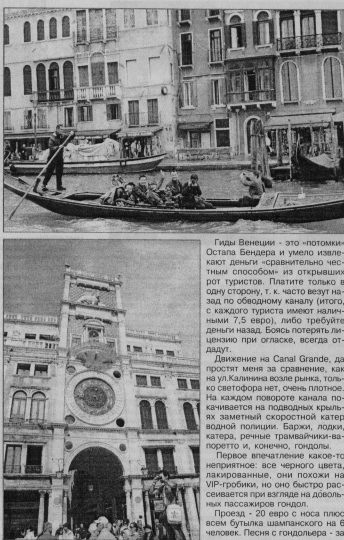 Гиды Венеции - это «потомки»
Остапа Бендера и умело извле-
кают деньги «сравнительно чес-
тным способом» из открывших
рот туристов. Платите только в
одну сторону, т. к. часто везут на-
зад по обводному каналу (итого,
с каждого туриста имеют налич-
ными 7,5 евро), либо требуйте
деньги назад. Боясь потерять ли-
цензию при огласке, всегда от-
дадут.
Движение на Canal Grande, да
простят меня за сравнение, как
на ул.Калинина возле рынка, толь-
ко светофора нет, очень плотное.
На каждом повороте канала по-
качивается на подводных крыль-
ях заметный скоростной катер
водной полиции. Баржи, лодки,
катера, речные трамвайчики-ва-
поретто и, конечно, гондолы.
Первое впечатление какое-то
неприятное: все черного цвета,
лакированные, они похожи на
VIP-гробики, но оно быстро рас-
сеивается при взгляде на доволь-
ных пассажиров гондол.
Проезд - 20 евро с носа плюс
всем бутылка шампанского на 6
человек. Песня с гондольера - за